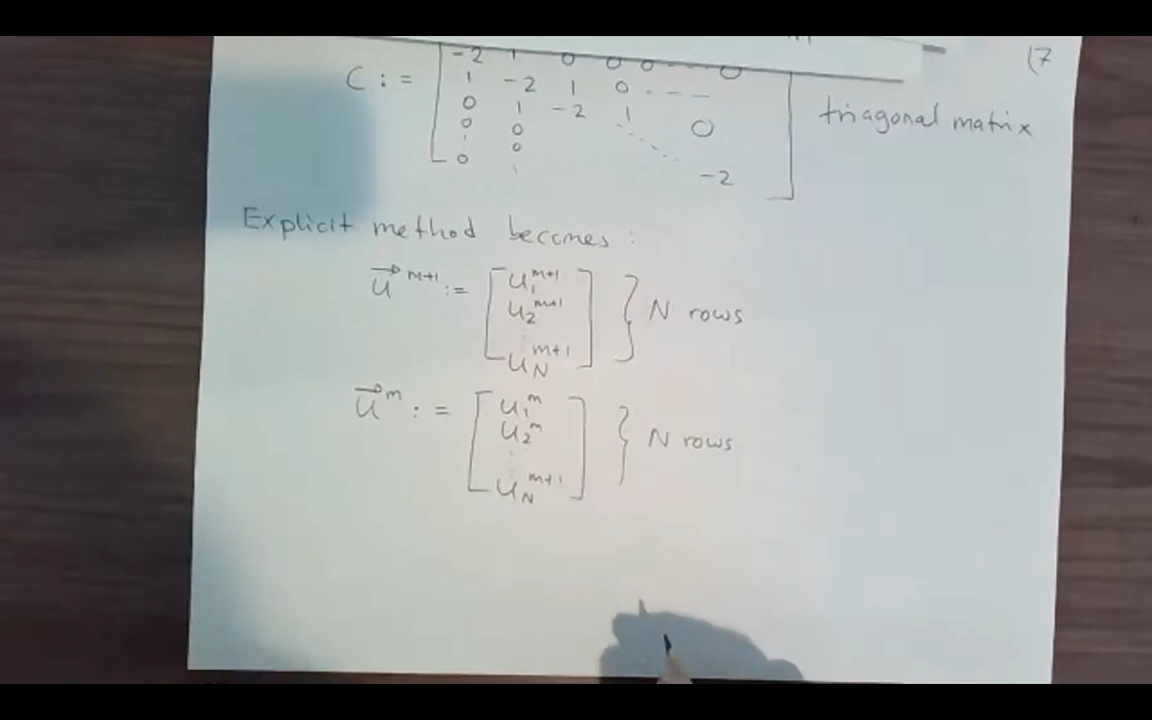 (7
-2 1 0 0 0 - - - - 0
C := 1 -2 1 0 - - - -
0 1 -2 1 0 triagonal matrix
0 0
0
0 -2
Explicit method becomes :
u^{m+1} := [ u_1^{m+1} u_2^{m+1} ⋮ u_N^{m+1} ] } N rows
u^m := [ u_1^m u_2^m ⋮ u_N^{m+1} ] } N rows